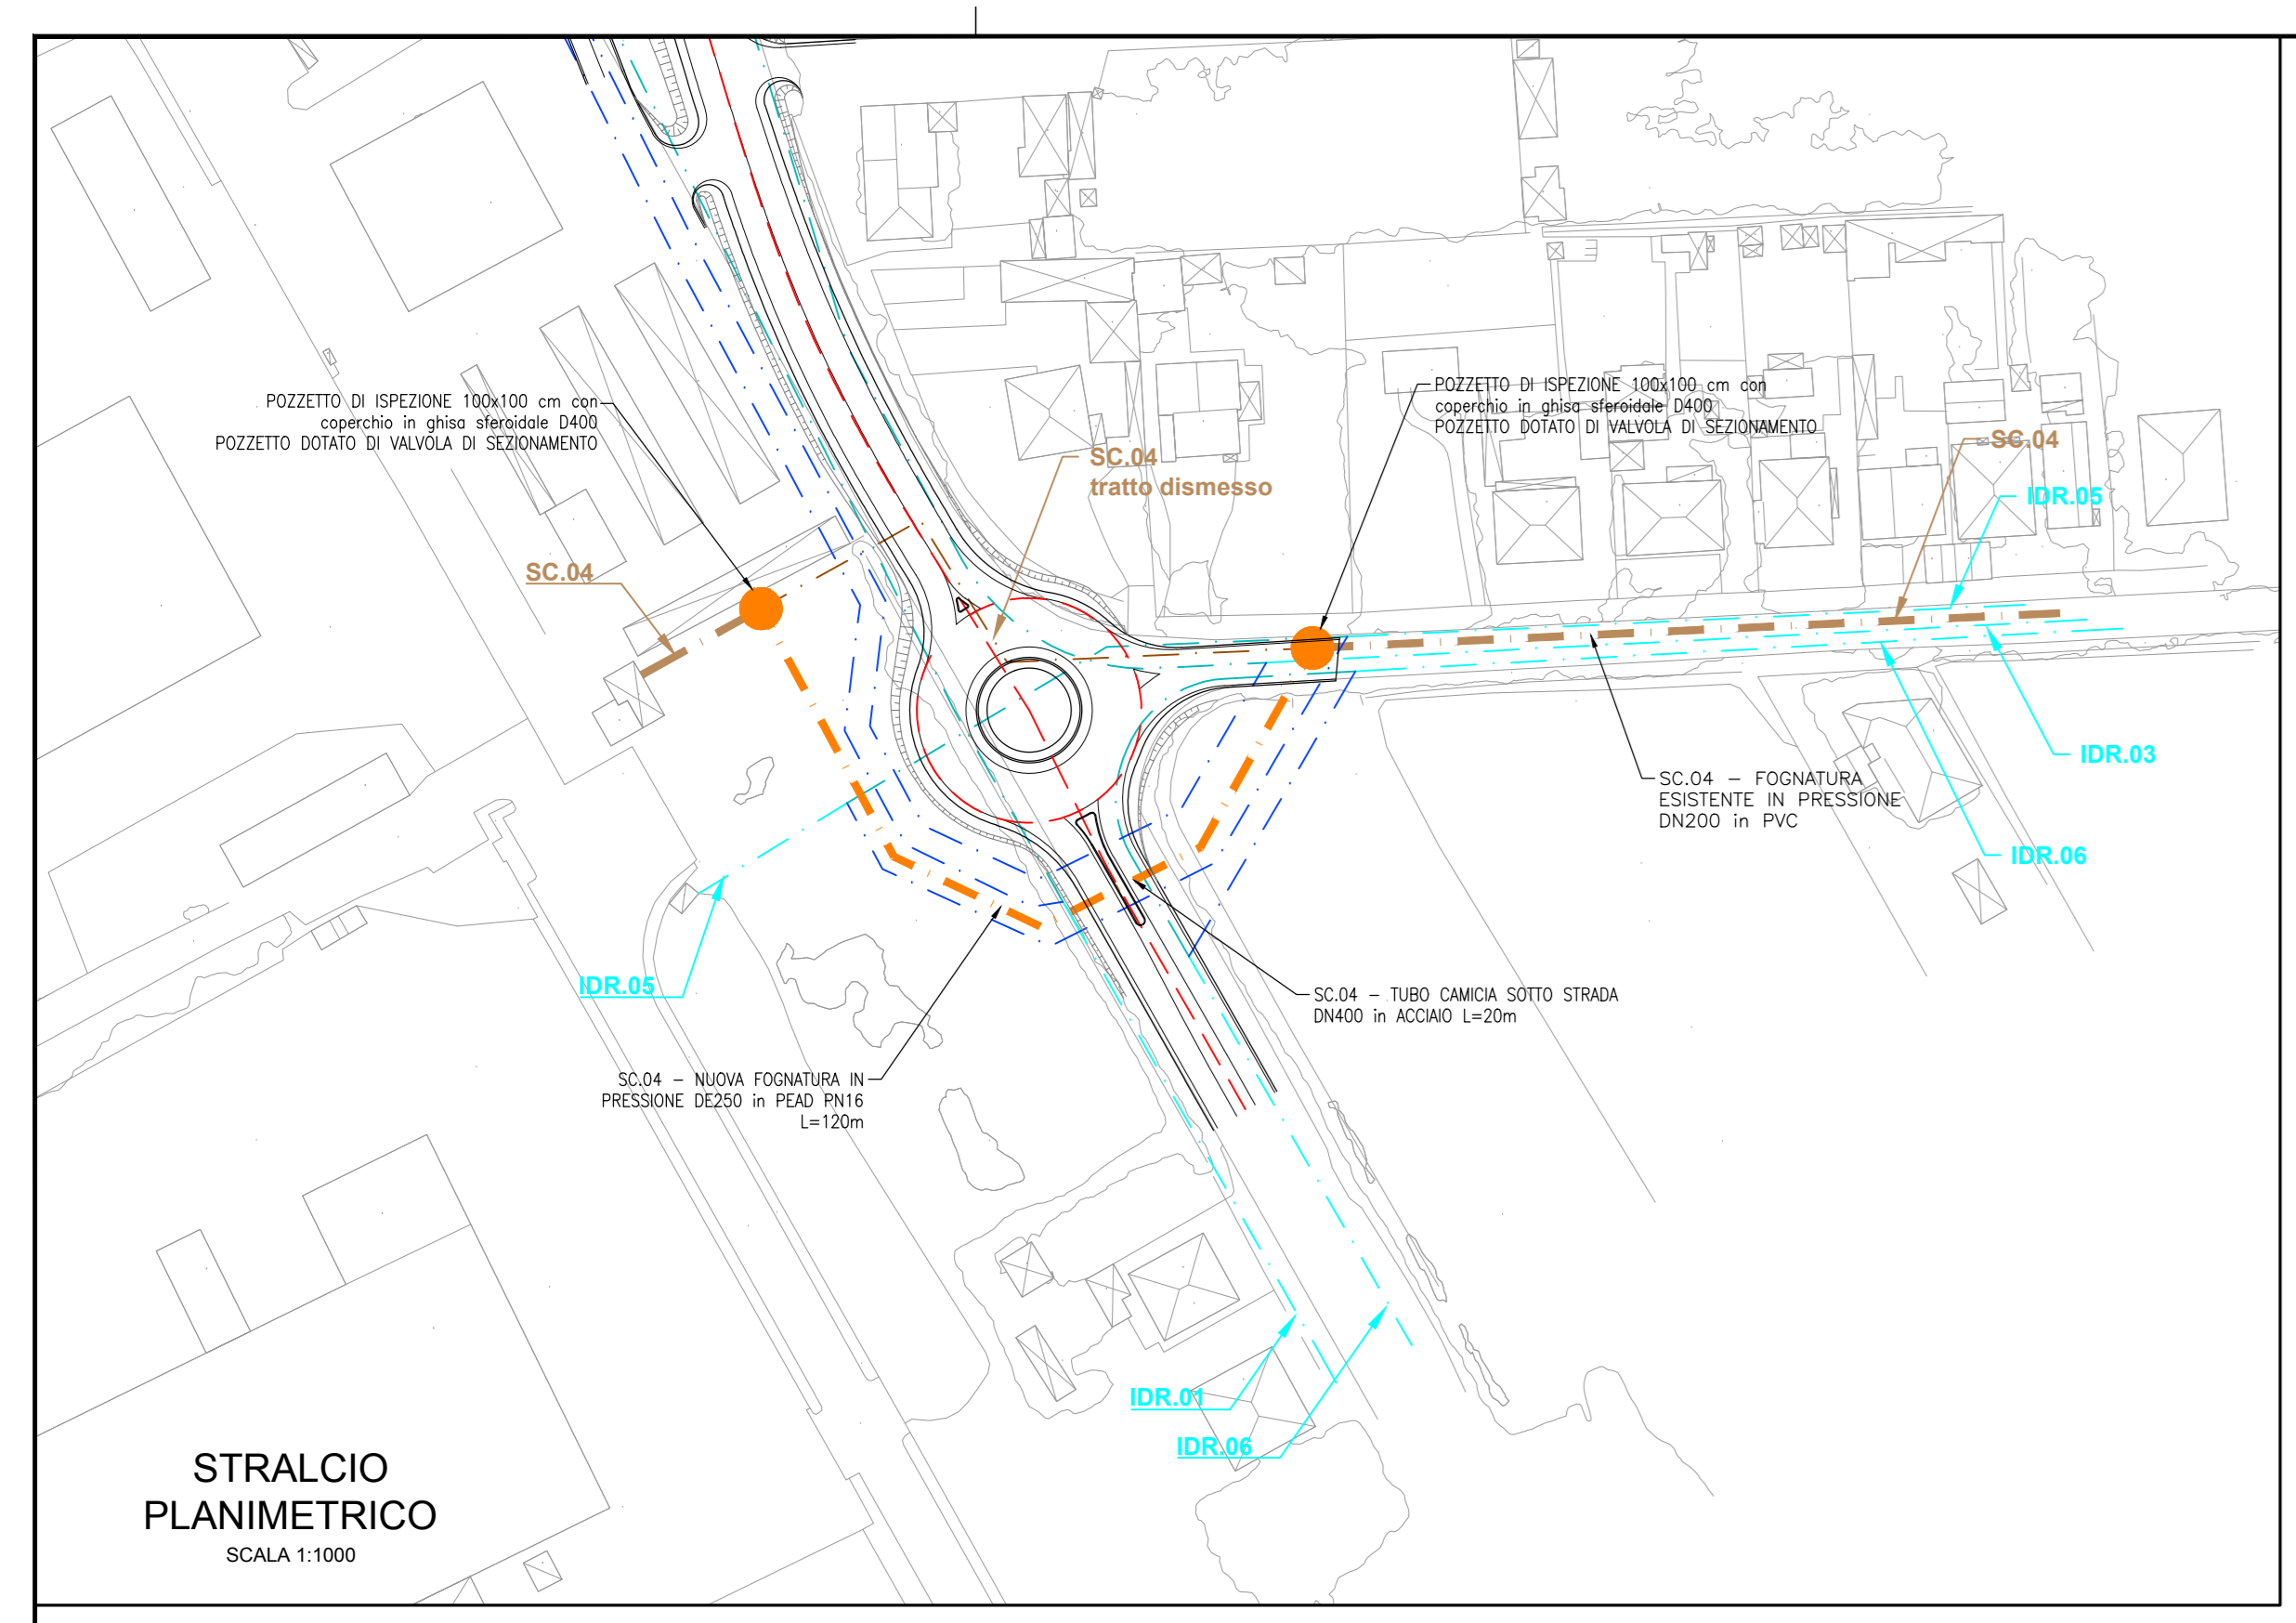 POZZETTO DI ISPEZIONE 100x100 cm con
coperchio in ghisa sferoidale D400
POZZETTO DOTATO DI VALVOLA DI SEZIONAMENTO
POZZETTO DI ISPEZIONE 100x100 cm con
coperchio in ghisa sferoidale D400
POZZETTO DOTATO DI VALVOLA DI SEZIONAMENTO
SC.04
tratto dismesso
SC.04
IDR.05
SC.04
IDR.03
SC.04 – FOGNATURA
ESISTENTE IN PRESSIONE
DN200 in PVC
IDR.06
IDR.05
SC.04 – TUBO CAMICIA SOTTO STRADA
DN400 in ACCIAIO L=20m
SC.04 – NUOVA FOGNATURA IN
PRESSIONE DE250 in PEAD PN16
L=120m
IDR.01
IDR.06
STRALCIO
PLANIMETRICO
SCALA 1:1000